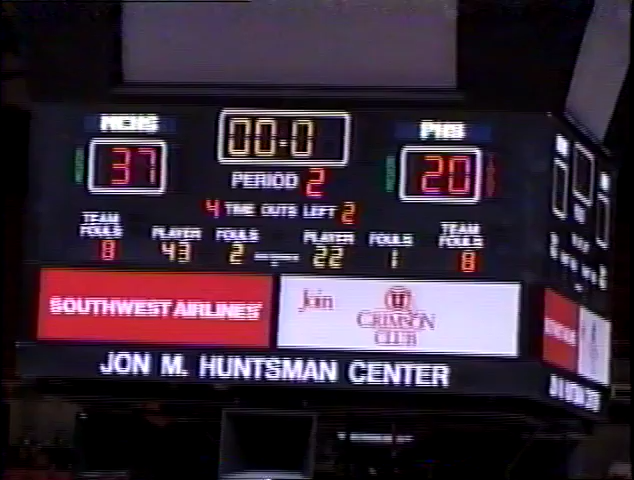 MCHS 00:0 PHS
37 20
PERIOD 2
4 TIME OUTS LEFT 2
TEAM FOULS PLAYER FOULS PLAYER FOULS TEAM FOULS
8 43 2 22 1 8
SOUTHWEST AIRLINES
Join
CRIMSON
CLUB
JON M. HUNTSMAN CENTER